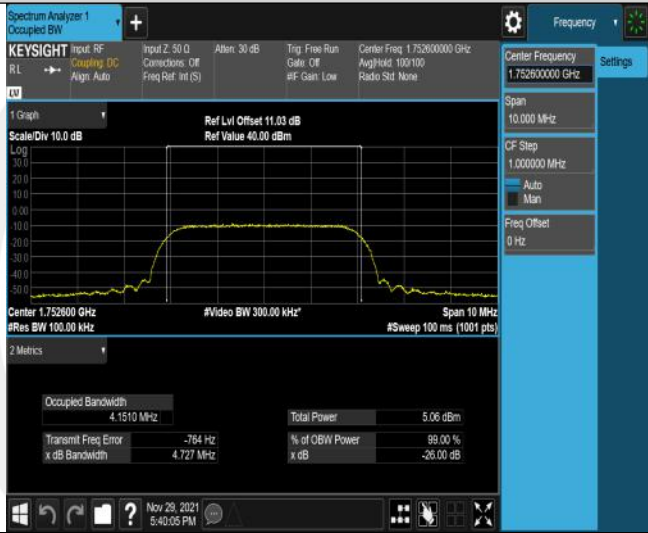 Spectrum Analyzer 1
Occupied BW
Frequency
KEYSIGHT
Input: RF
Coupling: DC
Align: Auto
Input Z: 50 Ω
Corrections: Off
Freq Ref: Int (S)
Atten: 30 dB
Trig: Free Run
Gate: Off
#IF Gain: Low
Center Freq: 1.752600000 GHz
Avg|Hold: 100/100
Radio Std: None
RL
LW
Center Frequency
1.752600000 GHz
Settings
Span
10.000 MHz
CF Step
1.000000 MHz
Auto
Man
Freq Offset
0 Hz
1 Graph
Scale/Div 10.0 dB
Ref Lvl Offset 11.03 dB
Ref Value 40.00 dBm
Log
30.0
20.0
10.0
0.00
-10.0
-20.0
-30.0
-40.0
-50.0
Center 1.752600 GHz
#Res BW 100.00 kHz
#Video BW 300.00 kHz*
Span 10 MHz
#Sweep 100 ms (1001 pts)
2 Metrics
Occupied Bandwidth
4.1510 MHz
Transmit Freq Error -764 Hz
x dB Bandwidth 4.727 MHz
Total Power 5.06 dBm
% of OBW Power 99.00 %
x dB -26.00 dB
?
Nov 29, 2021
5:40:05 PM